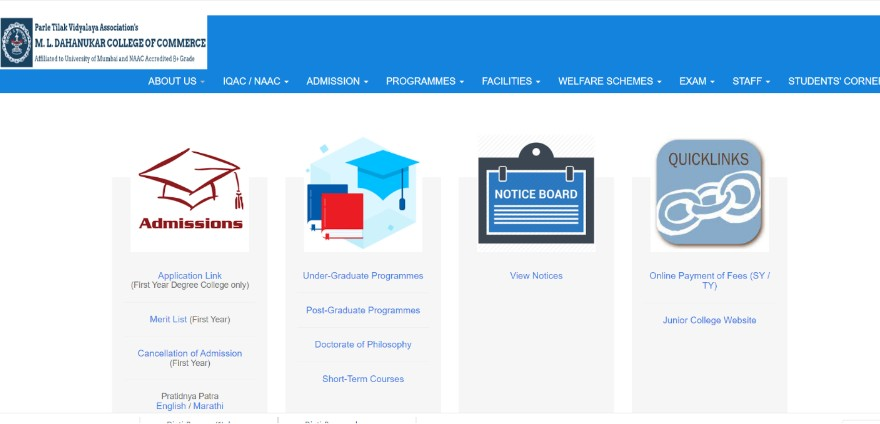 Parle Tilak Vidyalaya Association's
M. L. DAHANUKAR COLLEGE OF COMMERCE
Affiliated to University of Mumbai and NAAC Accredited B+ Grade
ABOUT US IQAC / NAAC ADMISSION PROGRAMMES FACILITIES WELFARE SCHEMES EXAM STAFF STUDENTS' CORNE
Admissions
Application Link
(First Year Degree College only)
Merit List (First Year)
Cancellation of Admission
(First Year)
Pratidnya Patra
English / Marathi
Under-Graduate Programmes
Post-Graduate Programmes
Doctorate of Philosophy
Short-Term Courses
NOTICE BOARD
View Notices
QUICKLINKS
Online Payment of Fees (SY /
TY)
Junior College Website